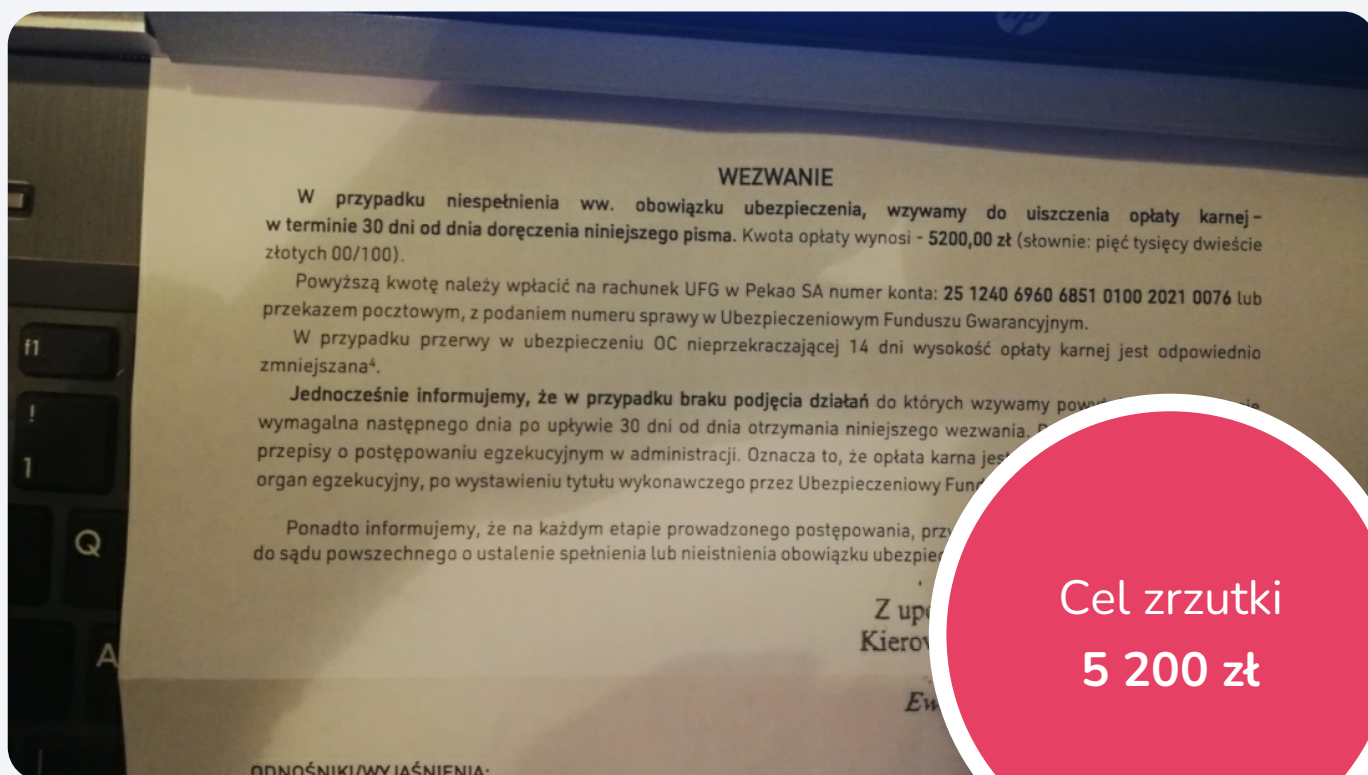 hp
WEZWANIE
W przypadku niespełnienia ww. obowiązku ubezpieczenia, wzywamy do uiszczenia opłaty karnej –
w terminie 30 dni od dnia doręczenia niniejszego pisma. Kwota opłaty wynosi - 5200,00 zł (słownie: pięć tysięcy dwieście
złotych 00/100).
Powyższą kwotę należy wpłacić na rachunek UFG w Pekao SA numer konta: 25 1240 6960 6851 0100 2021 0076 lub
przekazem pocztowym, z podaniem numeru sprawy w Ubezpieczeniowym Funduszu Gwarancyjnym.
W przypadku przerwy w ubezpieczeniu OC nieprzekraczającej 14 dni wysokość opłaty karnej jest odpowiednio
zmniejszana⁴.
Jednocześnie informujemy, że w przypadku braku podjęcia działań do których wzywamy
wymagalna następnego dnia po upływie 30 dni od dnia otrzymania niniejszego wezwania.
przepisy o postępowaniu egzekucyjnym w administracji. Oznacza to, że opłata karna jest
organ egzekucyjny, po wystawieniu tytułu wykonawczego przez Ubezpieczeniowy
Ponadto informujemy, że na każdym etapie prowadzonego postępowania,
do sądu powszechnego o ustalenie spełnienia lub nieistnienia obowiązku
Z
ODNOŚNIKI/WYJAŚNIENIA:
f1
!
1
Q
A
Cel zrzutki
5 200 zł